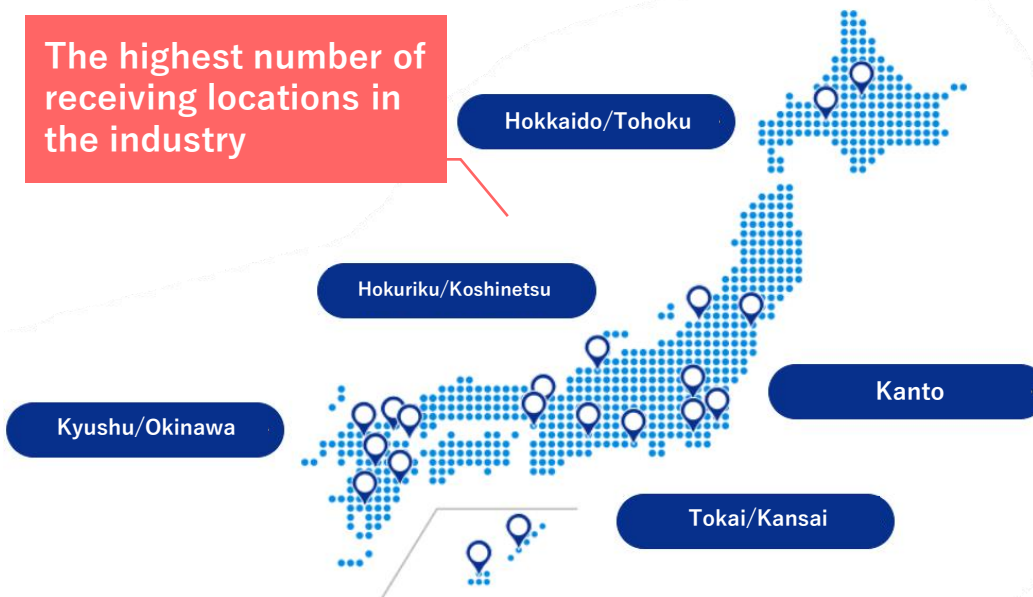 The highest number of
receiving locations in
the industry
Hokkaido/Tohoku
Hokuriku/Koshinetsu
Kanto
Kyushu/Okinawa
Tokai/Kansai